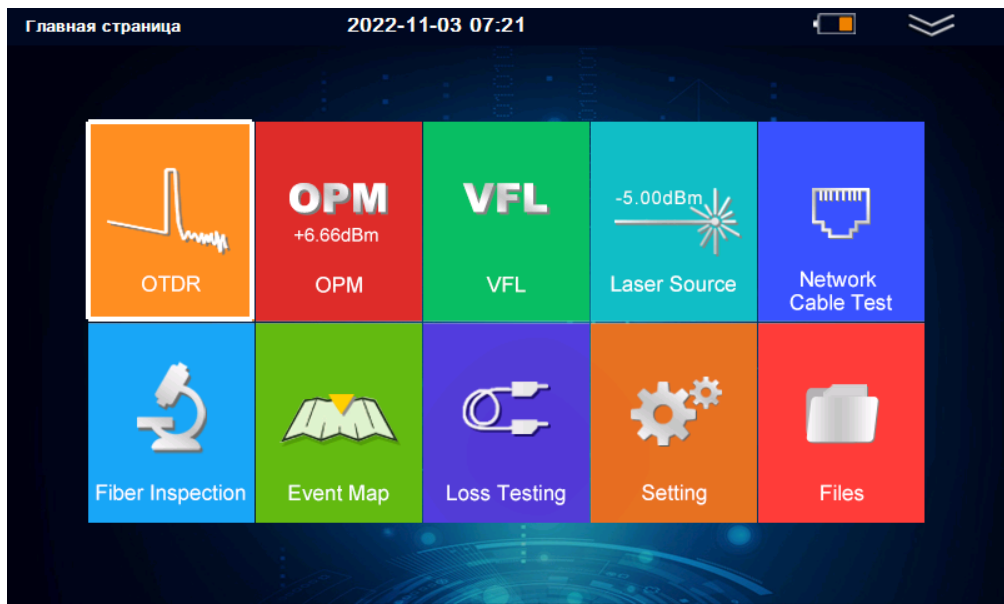 Главная страница
2022-11-03 07:21
OTDR
OPM
+6.66dBm
OPM
VFL
VFL
-5.00dBm
Laser Source
Network
Cable Test
Fiber Inspection
Event Map
Loss Testing
Setting
Files